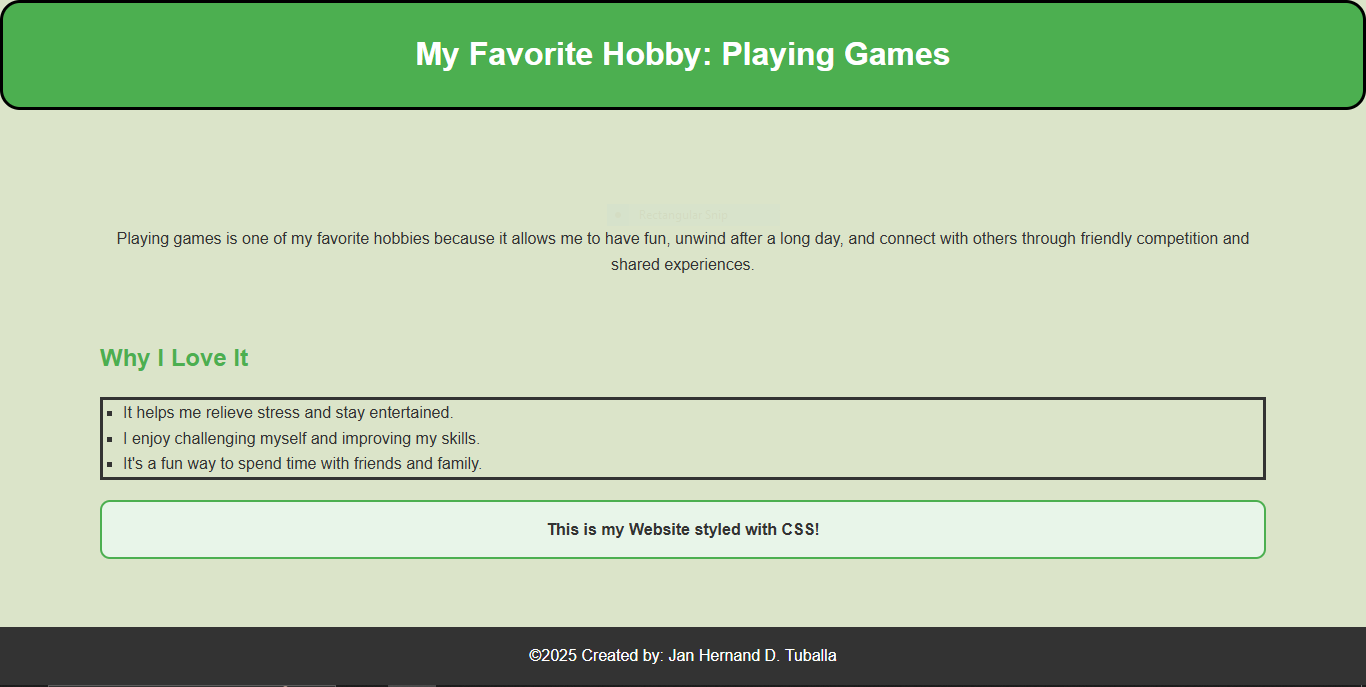 My Favorite Hobby: Playing Games
Rectangular Snip
Playing games is one of my favorite hobbies because it allows me to have fun, unwind after a long day, and connect with others through friendly competition and
shared experiences.
Why I Love It
It helps me relieve stress and stay entertained.
I enjoy challenging myself and improving my skills.
It's a fun way to spend time with friends and family.
This is my Website styled with CSS!
©2025 Created by: Jan Hernand D. Tuballa